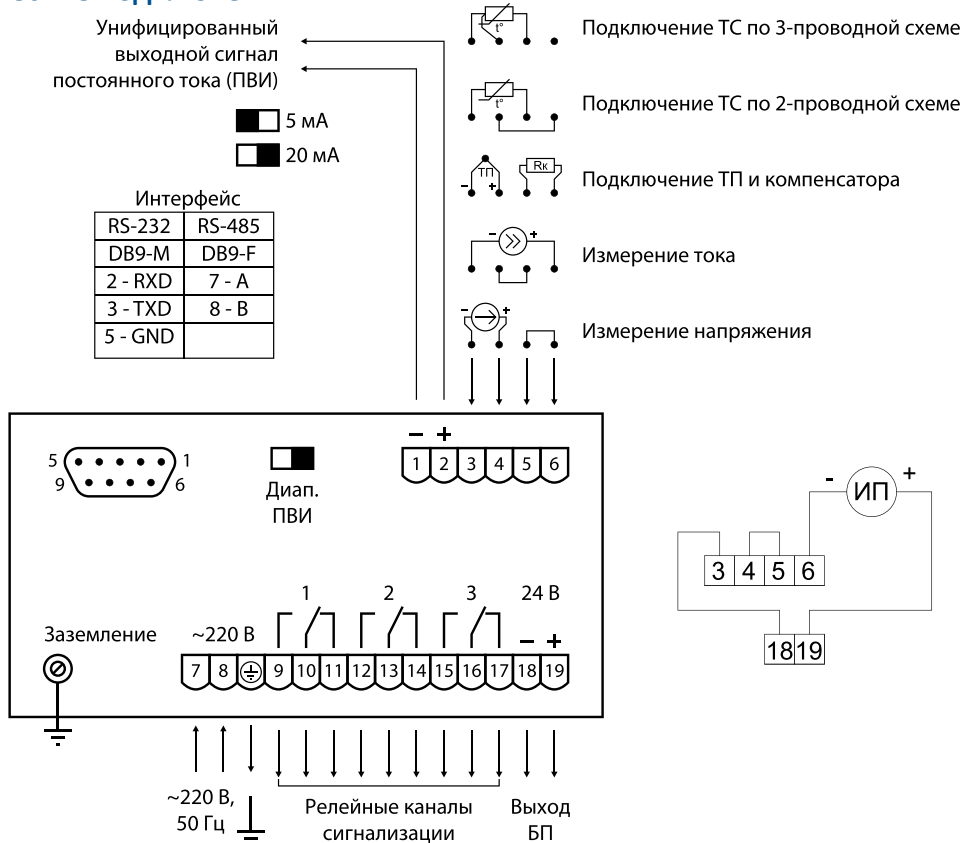 Унифицированный
выходной сигнал
постоянного тока (ПВИ)
5 мА
20 мА
Интерфейс
RS-232 RS-485
DB9-M DB9-F
2 - RXD 7 - A
3 - TXD 8 - B
5 - GND
t°
Подключение ТС по 3-проводной схеме
t°
Подключение ТС по 2-проводной схеме
ТП
- +
Rк
Подключение ТП и компенсатора
- +
Измерение тока
- +
Измерение напряжения
− +
1 2 3 4 5 6
5 1
9 6
Диап.
ПВИ
1 2 3 24 В
Заземление ~220 В − +
7 8 9 10 11 12 13 14 15 16 17 18 19
~220 В,
50 Гц
Релейные каналы
сигнализации
Выход
БП
- ИП +
3 4 5 6
18 19